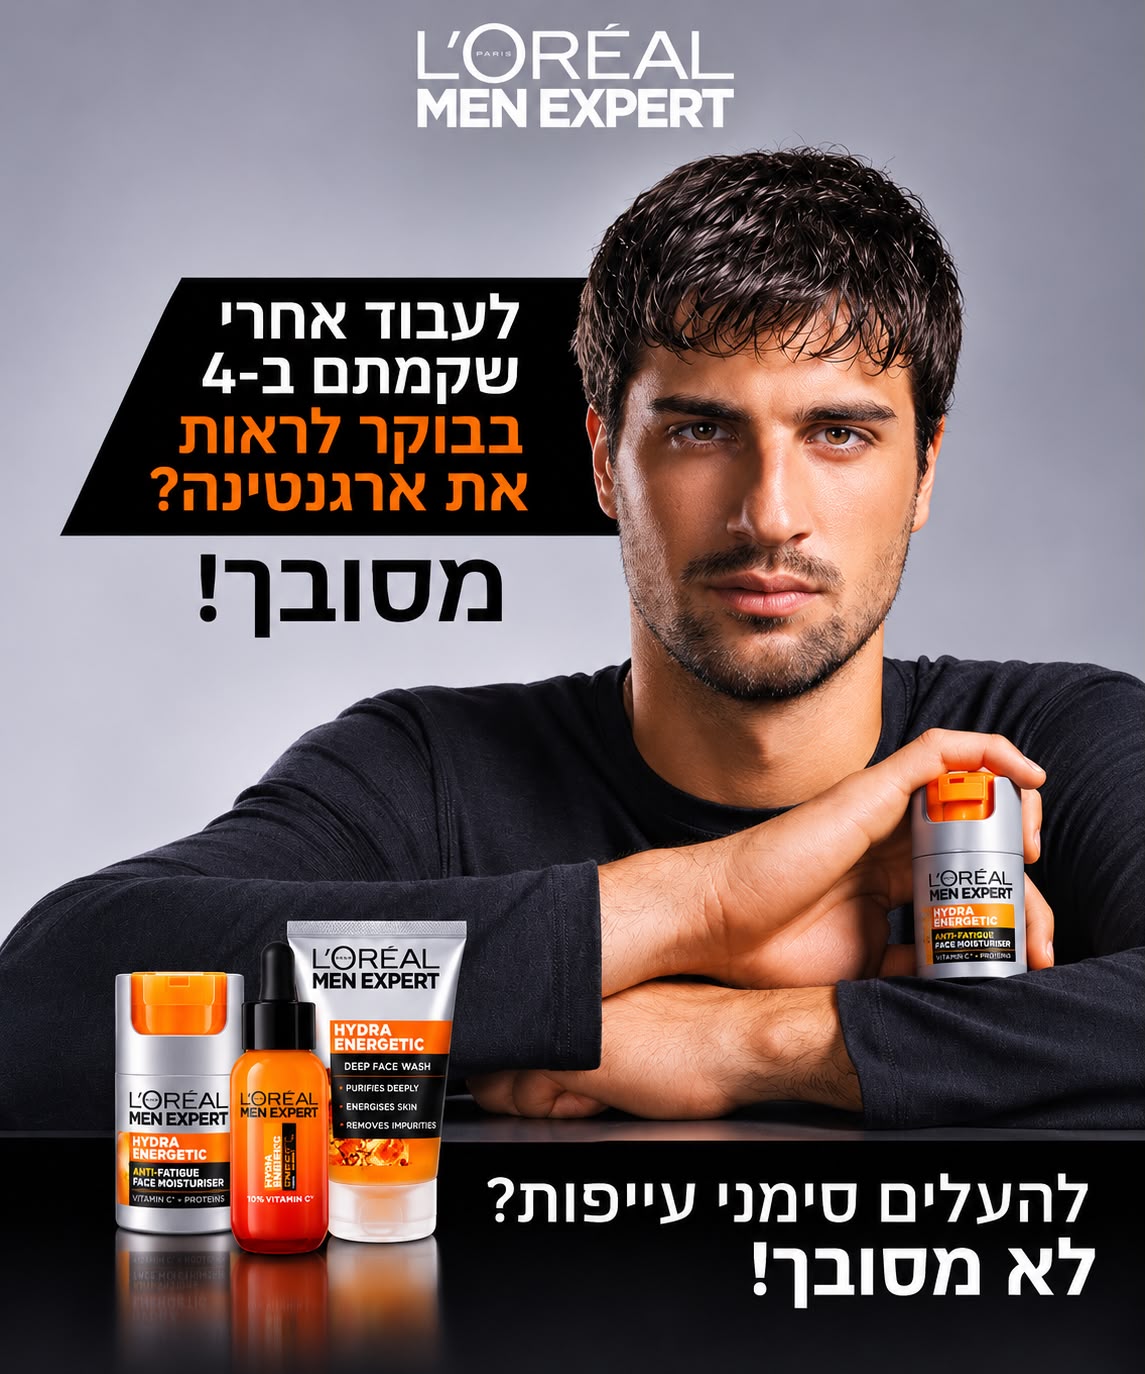 L'ORÉAL
PARIS
MEN EXPERT
לעבוד אחרי
שקמתם ב-4
בבוקר לראות
את ארגנטינה?
מסובך!
L'ORÉAL
MEN EXPERT
HYDRA
ENERGETIC
ANTI-FATIGUE
FACE MOISTURISER
VITAMIN C* + PROTEINS
L'ORÉAL
MEN EXPERT
HYDRA
ENERGETIC
DEEP FACE WASH
• PURIFIES DEEPLY
• ENERGISES SKIN
• REMOVES IMPURITIES
L'ORÉAL
MEN EXPERT
HYDRA
ENERGETIC
ANTI-FATIGUE
FACE MOISTURISER
VITAMIN C* + PROTEINS
L'ORÉAL
MEN EXPERT
HYDRA
10% VITAMIN C*
להעלים סימני עייפות?
לא מסובך!